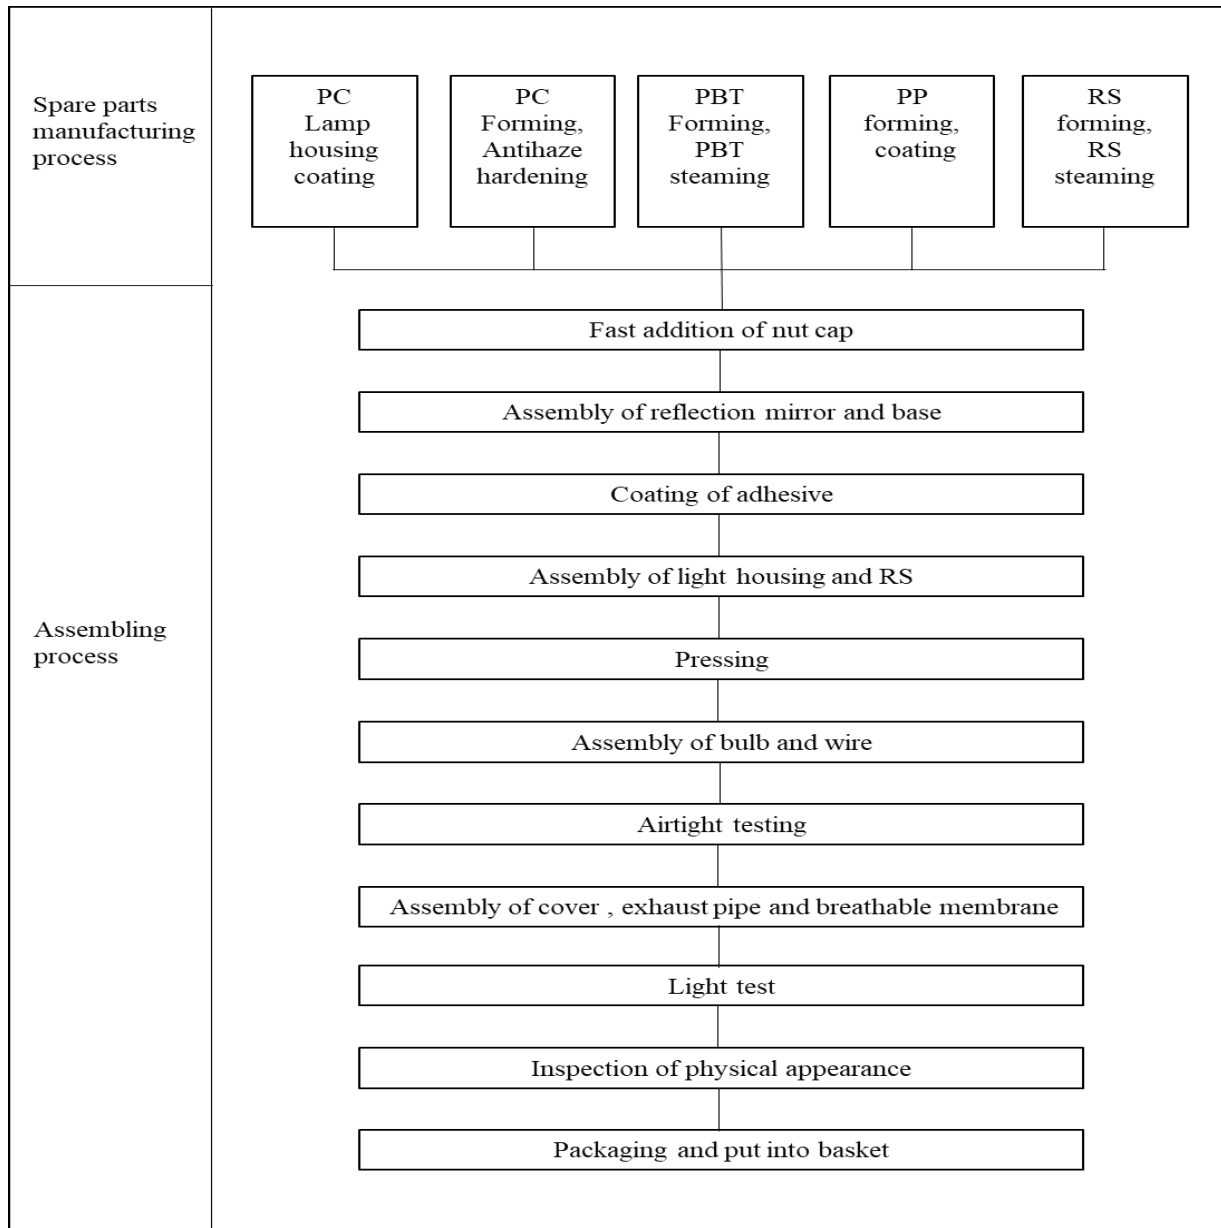 Spare parts
manufacturing
process
PC
Lamp
housing
coating
PC
Forming,
Antihaze
hardening
PBT
Forming,
PBT
steaming
PP
forming,
coating
RS
forming,
RS
steaming
Assembling
process
Fast addition of nut cap
Assembly of reflection mirror and base
Coating of adhesive
Assembly of light housing and RS
Pressing
Assembly of bulb and wire
Airtight testing
Assembly of cover , exhaust pipe and breathable membrane
Light test
Inspection of physical appearance
Packaging and put into basket